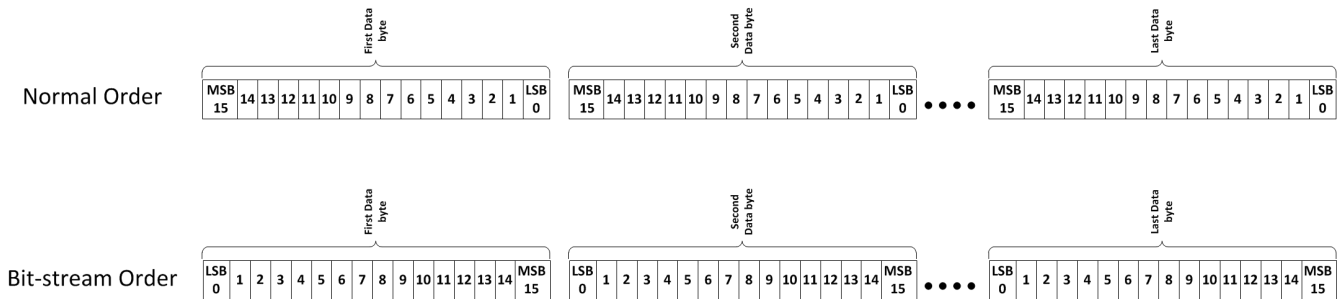 First Data
byte
Second
Data byte
Last Data
byte
Normal Order
MSB 15 14 13 12 11 10 9 8 7 6 5 4 3 2 1 LSB 0
MSB 15 14 13 12 11 10 9 8 7 6 5 4 3 2 1 LSB 0
MSB 15 14 13 12 11 10 9 8 7 6 5 4 3 2 1 LSB 0
First Data
byte
Second
Data byte
Last Data
byte
Bit-stream Order
LSB 0 1 2 3 4 5 6 7 8 9 10 11 12 13 14 MSB 15
LSB 0 1 2 3 4 5 6 7 8 9 10 11 12 13 14 MSB 15
LSB 0 1 2 3 4 5 6 7 8 9 10 11 12 13 14 MSB 15